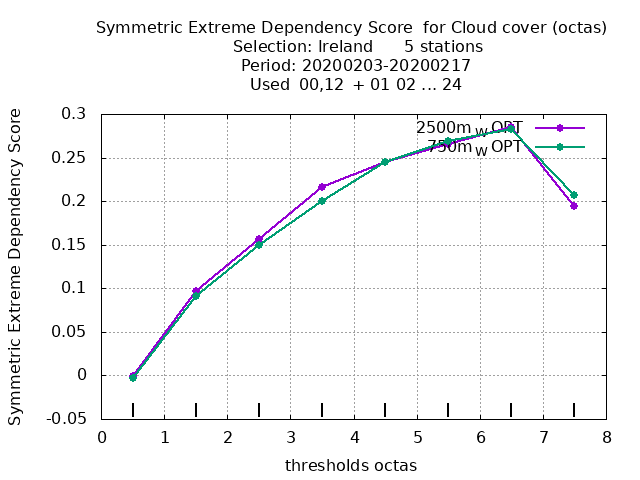 Symmetric Extreme Dependency Score for Cloud cover (octas)
Selection: Ireland 5 stations
Period: 20200203-20200217
Used 00,12 + 01 02 ... 24
Symmetric Extreme Dependency Score
0.3
0.25
0.2
0.15
0.1
0.05
0
-0.05
2500m W OPT
750m W OPT
0 1 2 3 4 5 6 7 8
thresholds octas